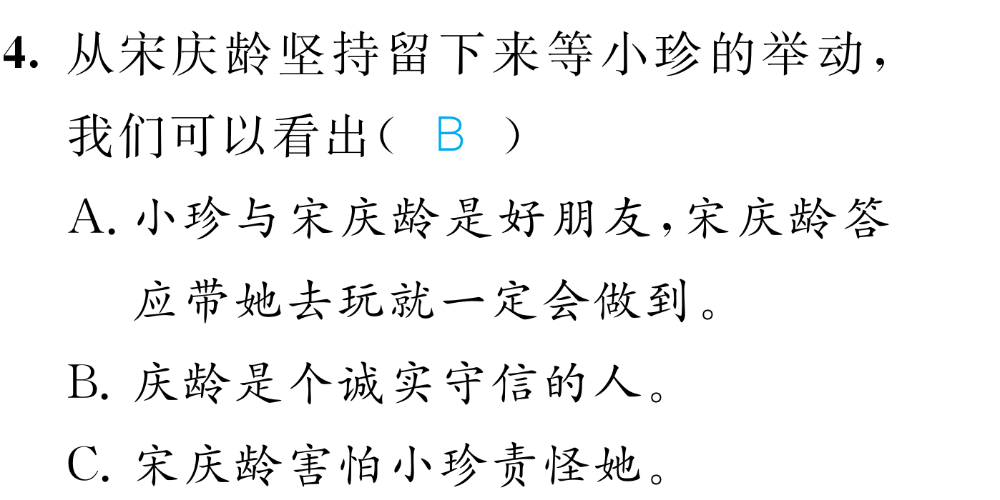 4. 从宋庆龄坚持留下来等小珍的举动，
我们可以看出( B )
A. 小珍与宋庆龄是好朋友，宋庆龄答
应带她去玩就一定会做到。
B. 庆龄是个诚实守信的人。
C. 宋庆龄害怕小珍责怪她。